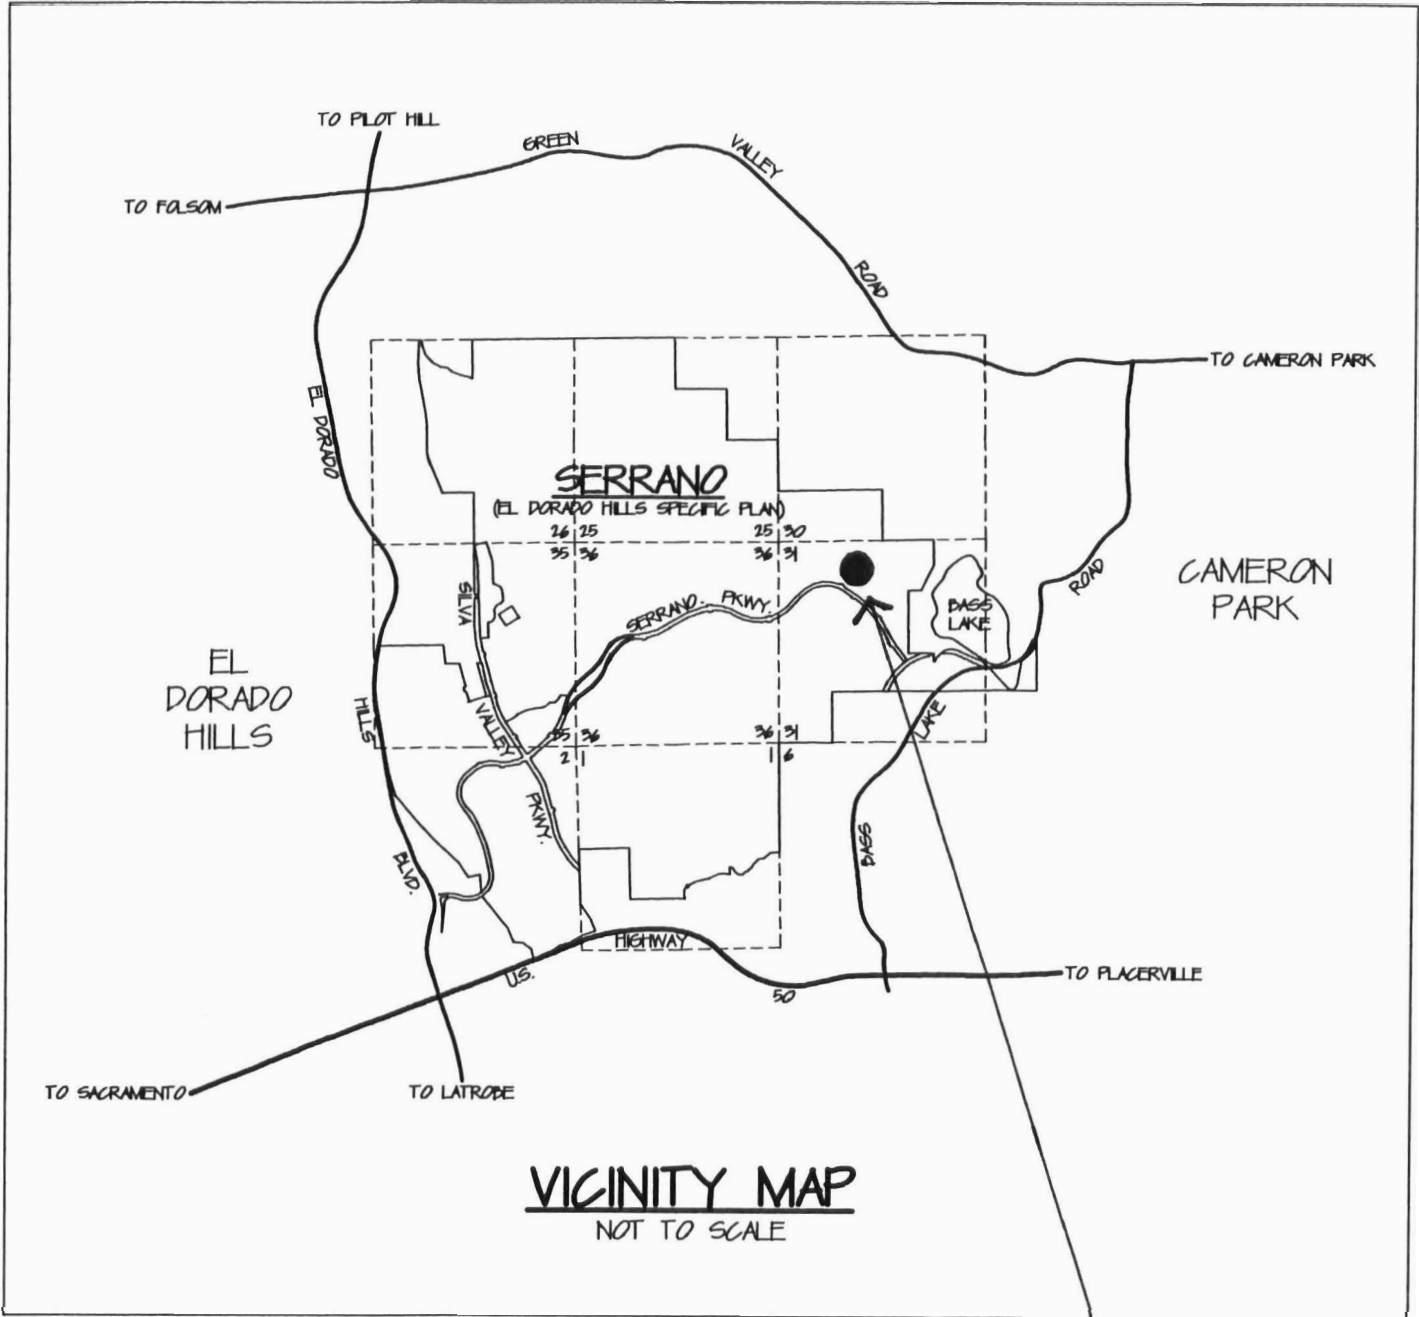 TO PILOT HILL
GREEN
VALLEY
TO FOLSOM
ROAD
TO CAMERON PARK
EL DORADO
SERRANO
(EL DORADO HILLS SPECIFIC PLAN)
26 25
25 30
35 36
36 31
ROAD
CAMERON
PARK
SILVA
SERRANO PKWY.
BASS
LAKE
EL
DORADO
HILLS
HILLS
VALLEY
LAKE
35 36
36 31
2 1
1 6
PKWY.
BASS
BLVD.
HIGHWAY
U.S.
50
TO PLACERVILLE
TO SACRAMENTO
TO LATROBE
VICINITY MAP
NOT TO SCALE